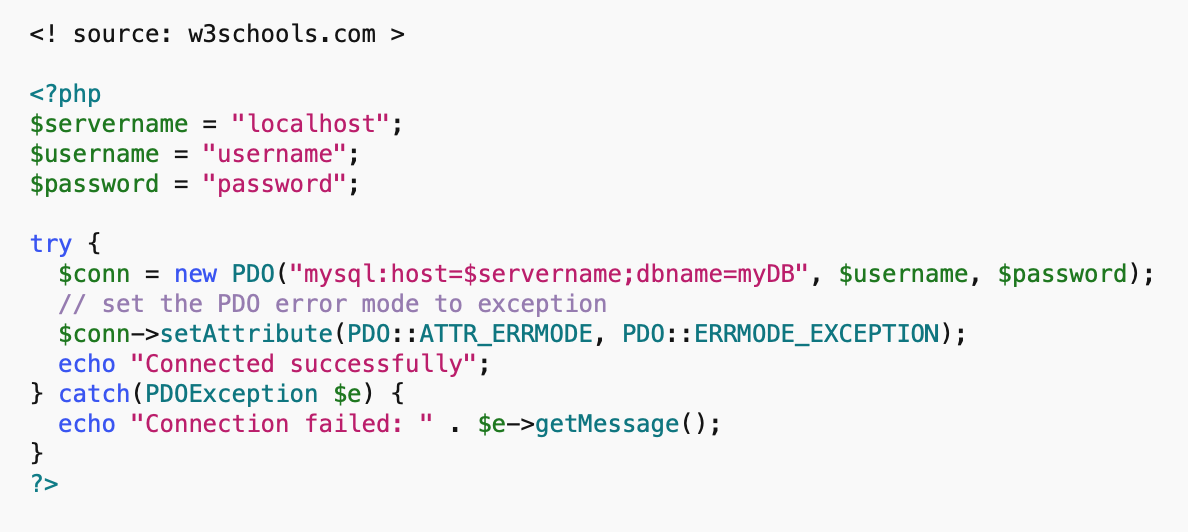 <! source: w3schools.com >
<?php
$servername = "localhost";
$username = "username";
$password = "password";
try {
  $conn = new PDO("mysql:host=$servername;dbname=myDB", $username, $password);
  // set the PDO error mode to exception
  $conn->setAttribute(PDO::ATTR_ERRMODE, PDO::ERRMODE_EXCEPTION);
  echo "Connected successfully";
} catch(PDOException $e) {
  echo "Connection failed: " . $e->getMessage();
}
?>